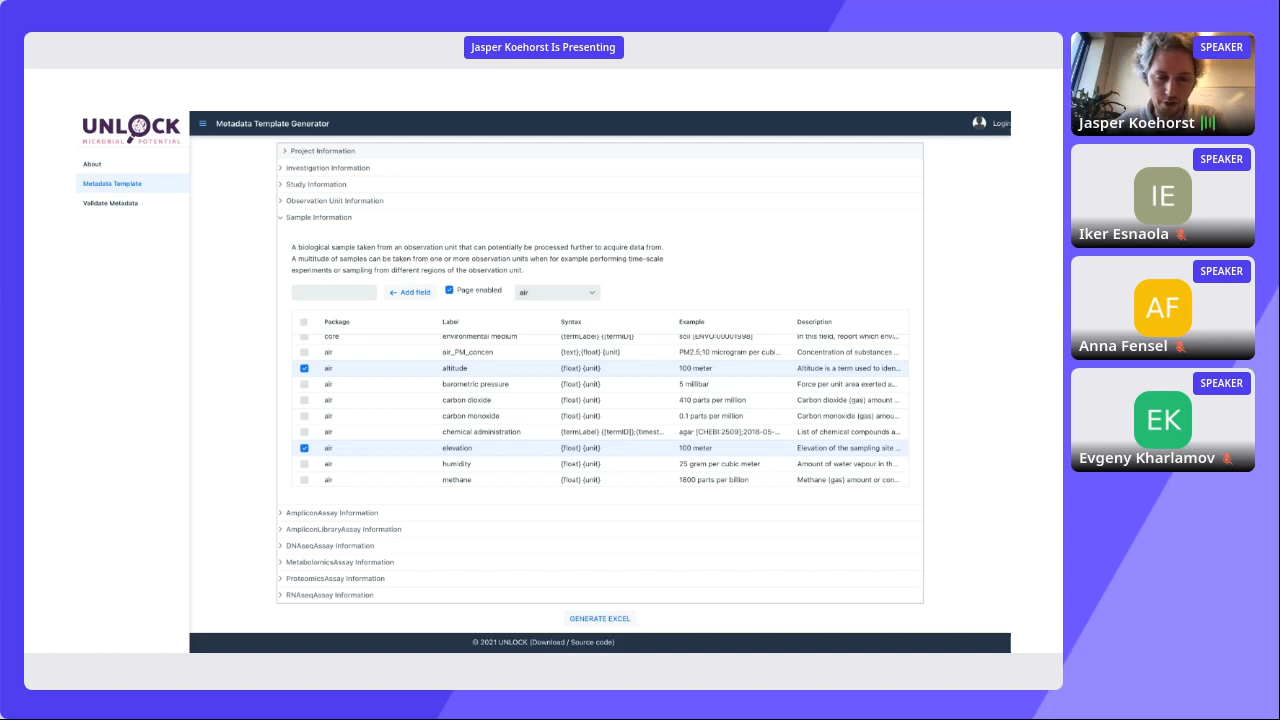 Jasper Koehorst Is Presenting
UNLOCK
MICROBIAL POTENTIAL
About
Metadata Template
Validate Metadata
Metadata Template Generator
Login
Project Information
Investigation Information
Study Information
Observation Unit Information
Sample Information
A biological sample taken from an observation unit that can potentially be processed further to acquire data from.
A multitude of samples can be taken from one or more observation units when for example performing time-scale
experiments or sampling from different regions of the observation unit.
← Add field Page enabled air
Package Label Syntax Example Description
core environmental medium {termLabel} {[termID]} soil [ENVO:00001998] In this field, report which envi...
air air_PM_concen {text};{float} {unit} PM2.5;10 microgram per cubi... Concentration of substances ...
air altitude {float} {unit} 100 meter Altitude is a term used to iden...
air barometric pressure {float} {unit} 5 millibar Force per unit area exerted a...
air carbon dioxide {float} {unit} 410 parts per million Carbon dioxide (gas) amount ...
air carbon monoxide {float} {unit} 0.1 parts per million Carbon monoxide (gas) amou...
air chemical administration {termLabel} {[termID]};{timest... agar [CHEBI:2509];2018-05-... List of chemical compounds a...
air elevation {float} {unit} 100 meter Elevation of the sampling site ...
air humidity {float} {unit} 25 gram per cubic meter Amount of water vapour in th...
air methane {float} {unit} 1800 parts per billion Methane (gas) amount or con...
AmpliconAssay Information
AmpliconLibraryAssay Information
DNAseqAssay Information
MetabolomicsAssay Information
ProteomicsAssay Information
RNAseqAssay Information
GENERATE EXCEL
© 2021 UNLOCK (Download / Source code)
SPEAKER
Jasper Koehorst
SPEAKER
IE
Iker Esnaola
SPEAKER
AF
Anna Fensel
SPEAKER
EK
Evgeny Kharlamov